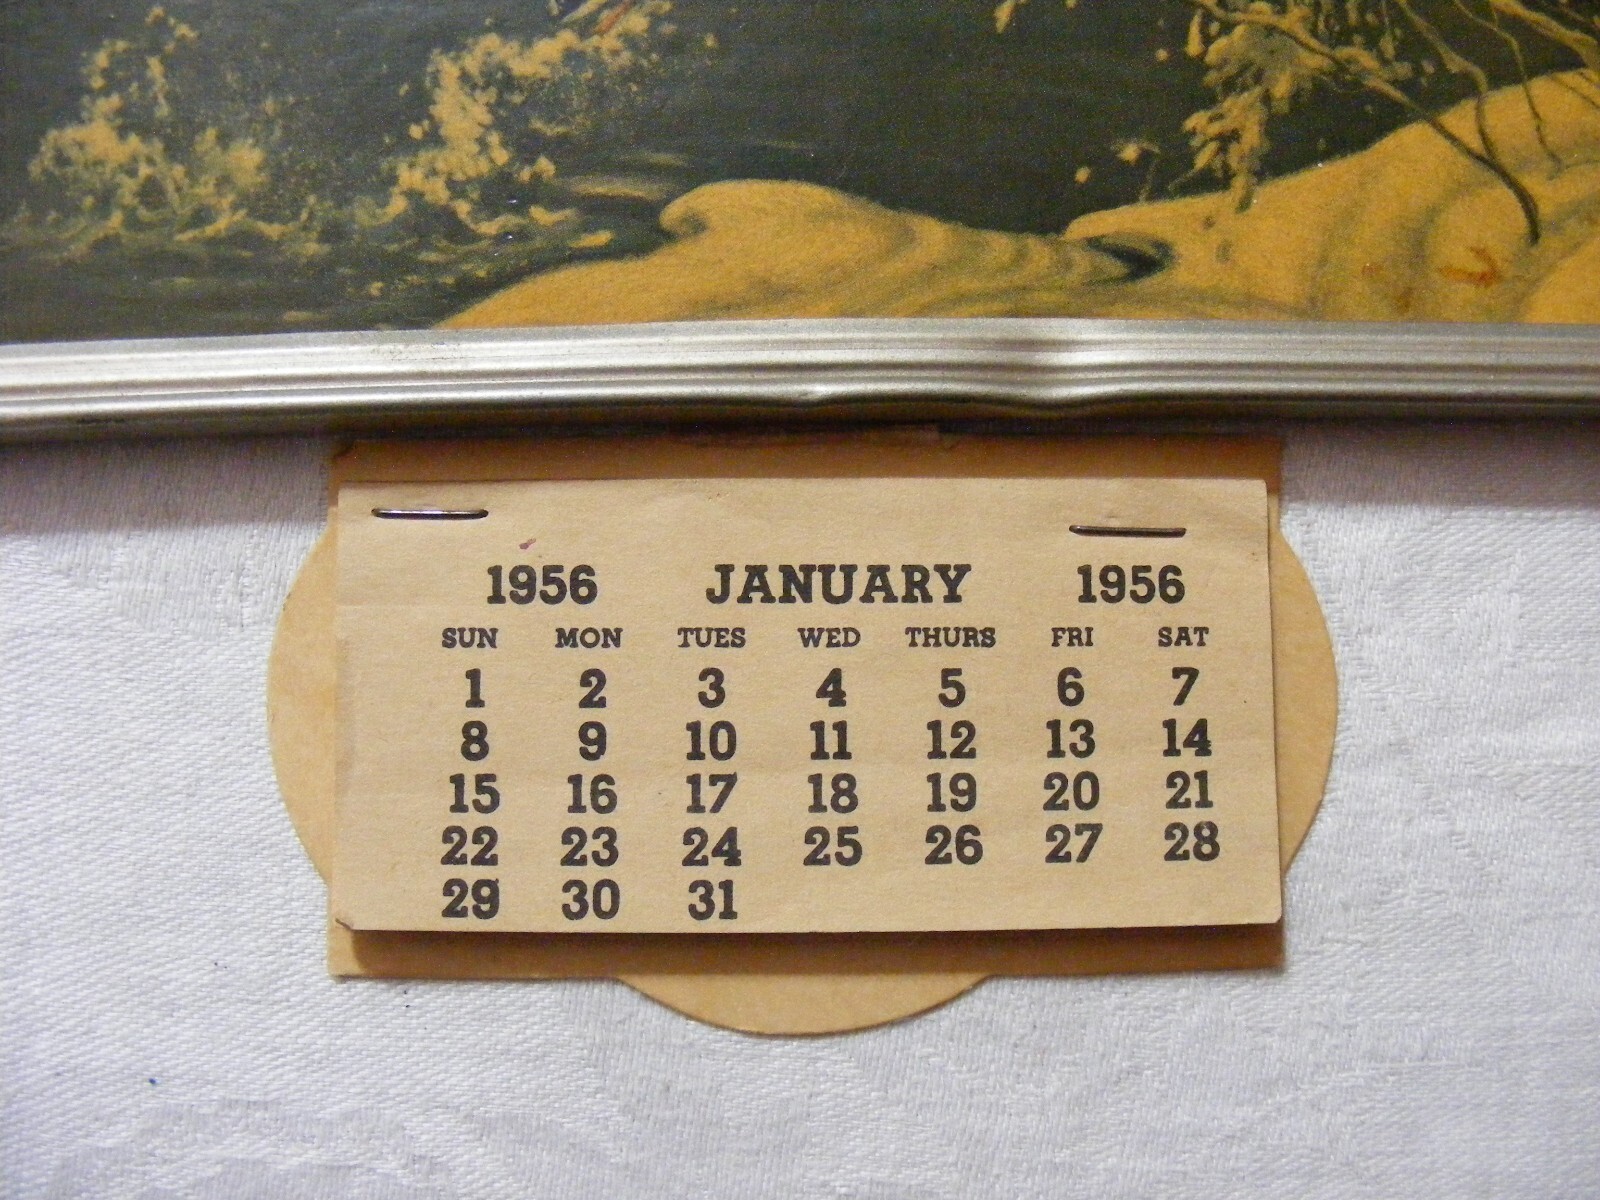 1956 JANUARY 1956
SUN MON TUES WED THURS FRI SAT
1 2 3 4 5 6 7
8 9 10 11 12 13 14
15 16 17 18 19 20 21
22 23 24 25 26 27 28
29 30 31